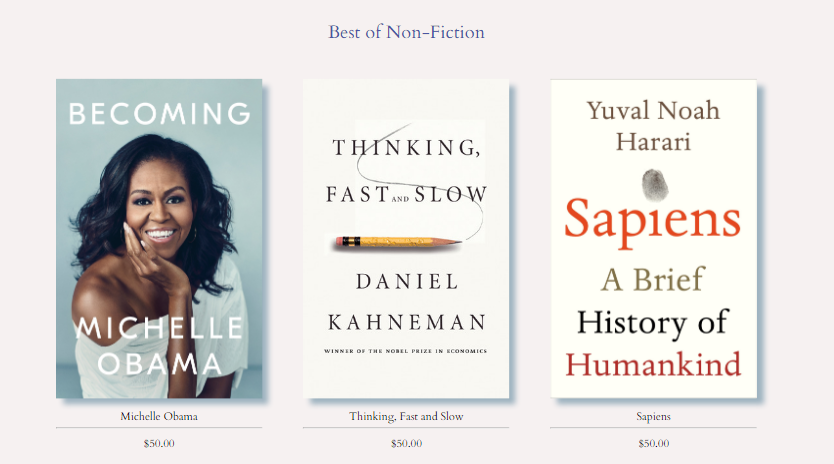 Best of Non-Fiction
BECOMING
MICHELLE
OBAMA
Michelle Obama
$50.00
THINKING,
FAST AND SLOW
DANIEL
KAHNEMAN
WINNER OF THE NOBEL PRIZE IN ECONOMICS
Thinking, Fast and Slow
$50.00
Yuval Noah
Harari
Sapiens
A Brief
History of
Humankind
Sapiens
$50.00